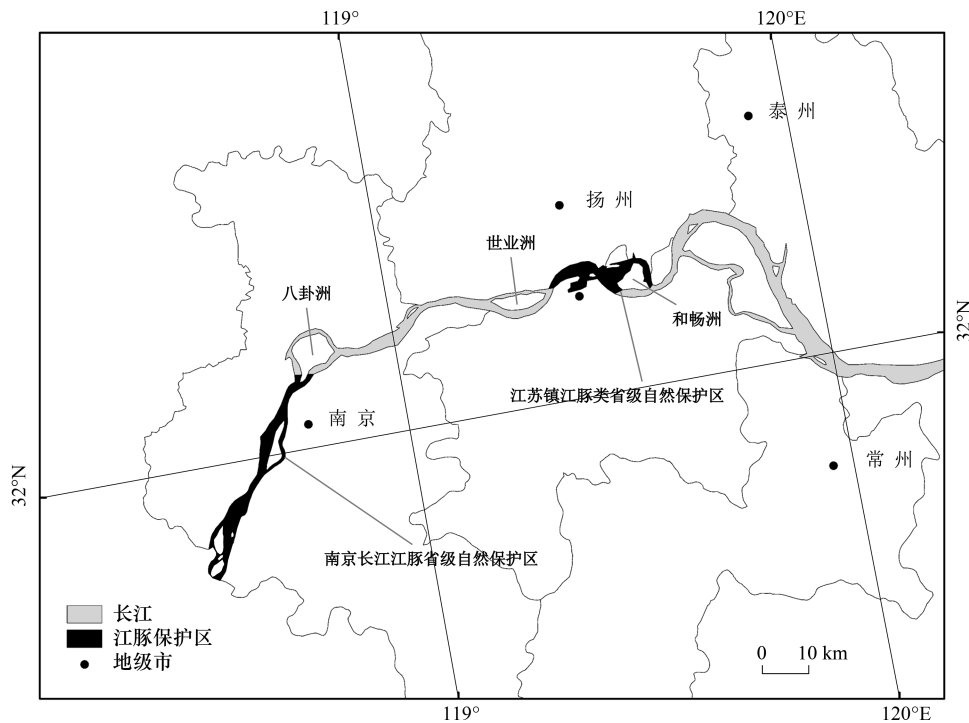 119°
120°E
泰州
扬州
世业洲
八卦洲
和畅洲
32°N
江苏镇江豚类省级自然保护区
南京
常州
32°N
南京长江江豚省级自然保护区
长江
江豚保护区
地级市
0 10 km
119°
120°E